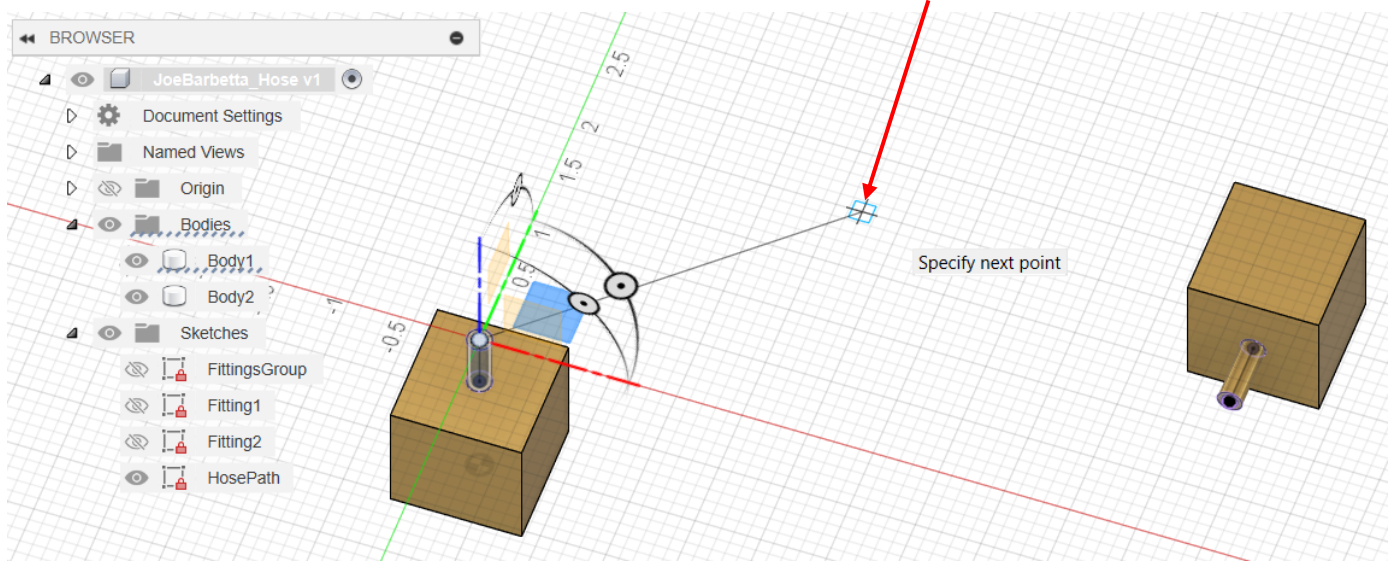 BROWSER
JoeBarbetta_Hose v1
Document Settings
Named Views
Origin
Bodies
Body1
Body2
Sketches
FittingsGroup
Fitting1
Fitting2
HosePath
2.5
2
1.5
1
0.5
-0.5
-1
Specify next point